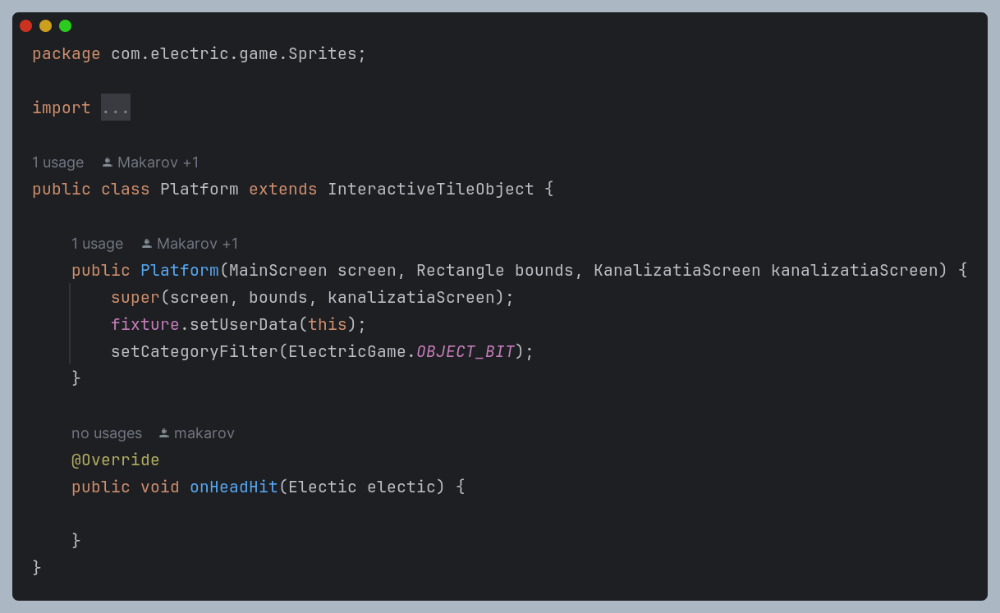 package com.electric.game.Sprites;
import ...
1 usage Makarov +1
public class Platform extends InteractiveTileObject {
1 usage Makarov +1
public Platform(MainScreen screen, Rectangle bounds, KanalizatiaScreen kanalizatiaScreen) {
super(screen, bounds, kanalizatiaScreen);
fixture.setUserData(this);
setCategoryFilter(ElectricGame.OBJECT_BIT);
}
no usages makarov
@Override
public void onHeadHit(Electic electic) {
}
}